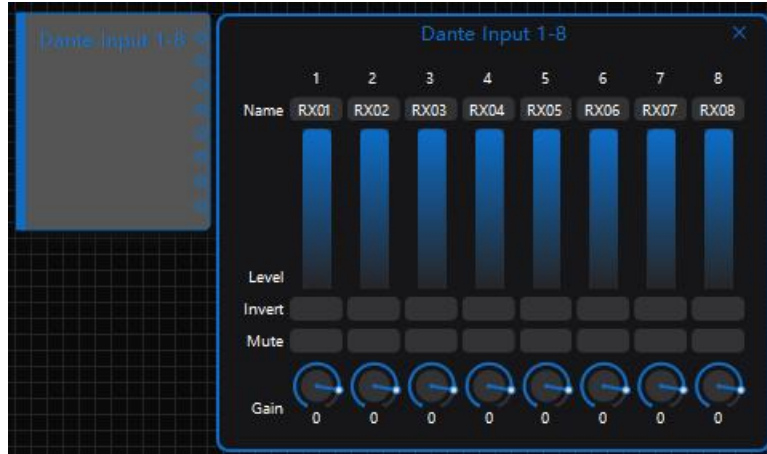 Dante Input 1-8
Dante Input 1-8 ×
1 2 3 4 5 6 7 8
Name RX01 RX02 RX03 RX04 RX05 RX06 RX07 RX08
Level
Invert
Mute
Gain
0 0 0 0 0 0 0 0